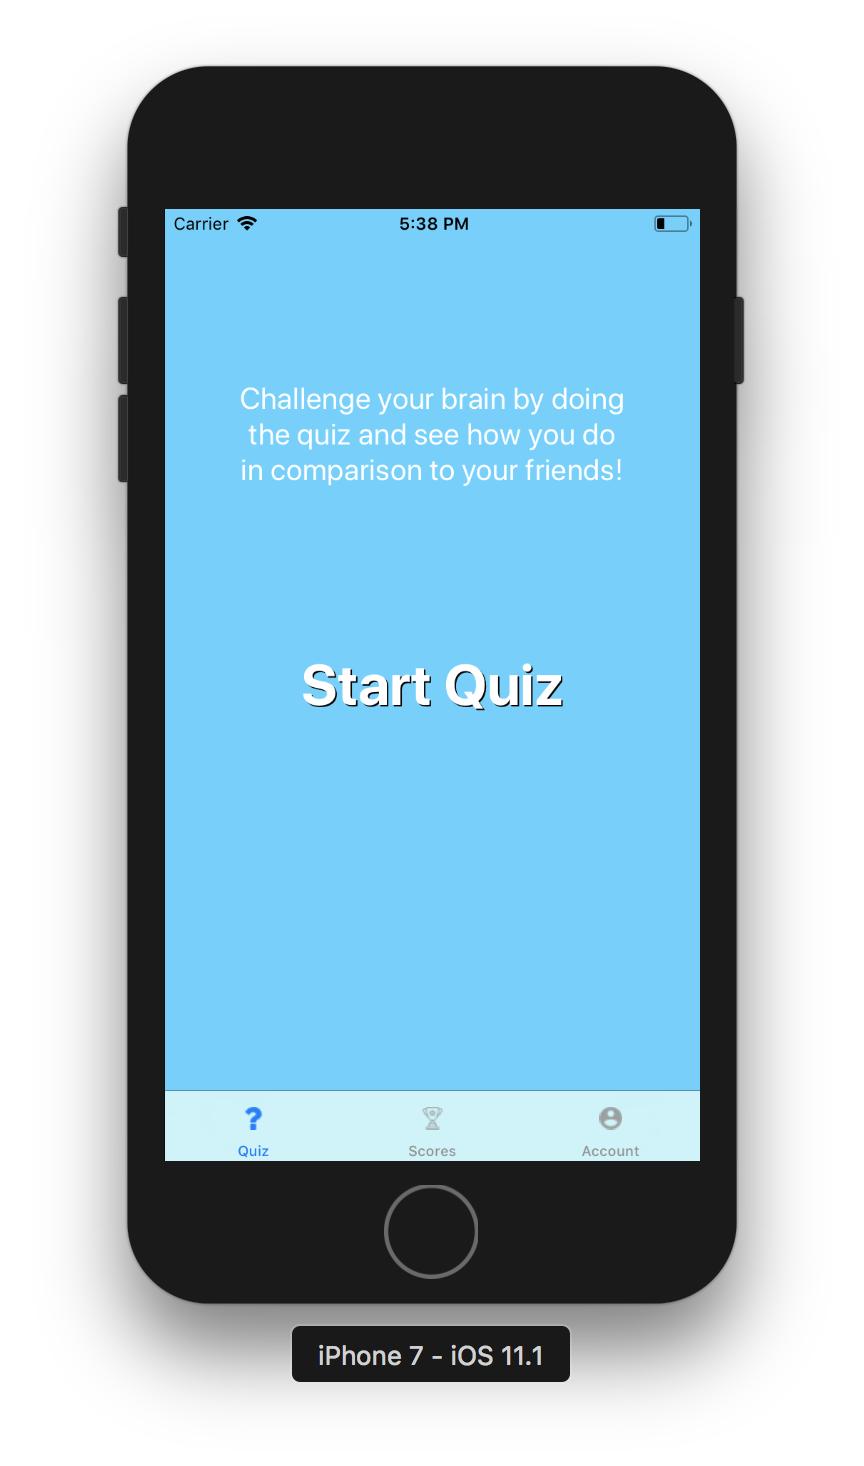 Carrier 5:38 PM
Challenge your brain by doing
the quiz and see how you do
in comparison to your friends!
Start Quiz
Quiz Scores Account
iPhone 7 - iOS 11.1